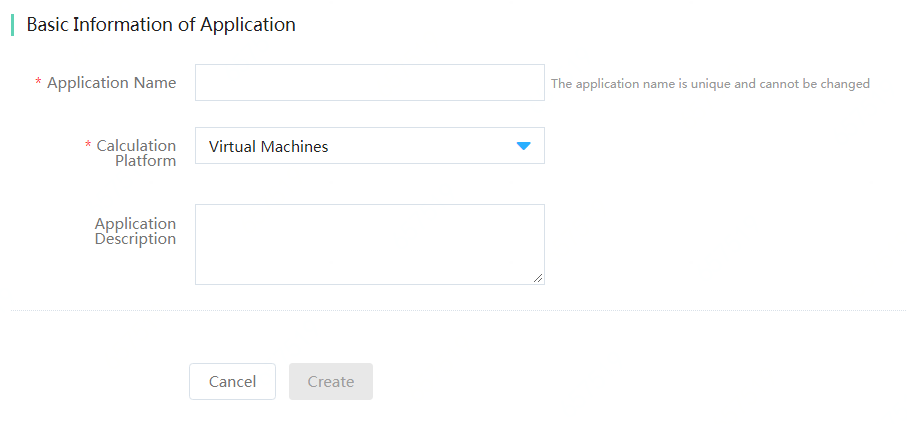 Basic Information of Application
* Application Name
The application name is unique and cannot be changed
* Calculation
Platform
Virtual Machines
Application
Description
Cancel
Create